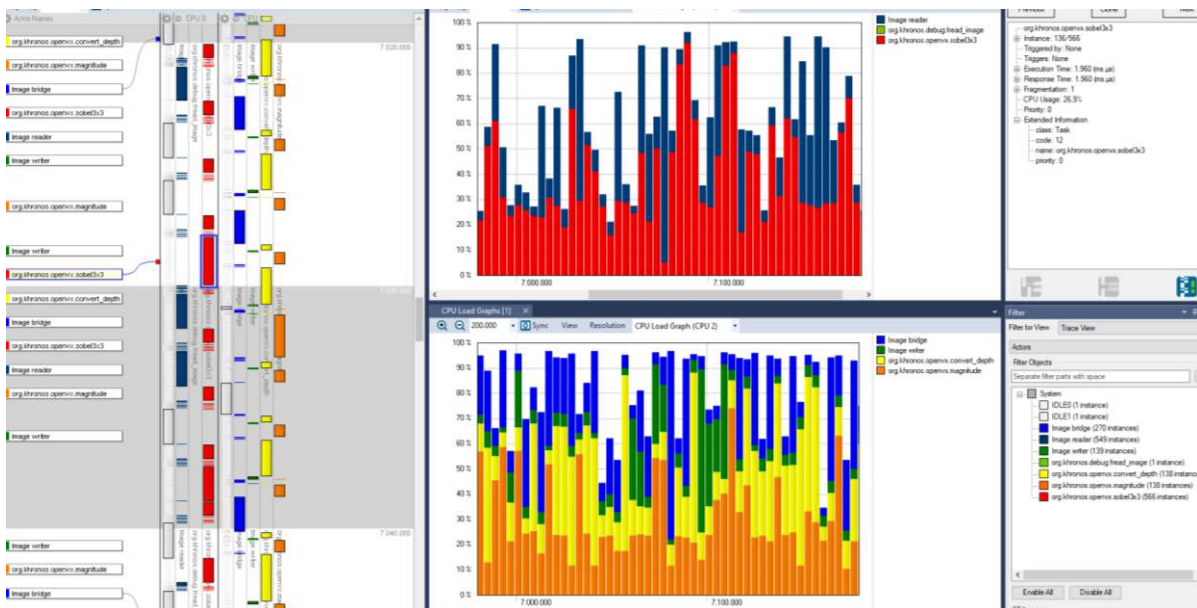 Actor Names
CPU 0
CPU
org.khronos.openvx.convert_depth
org.khronos.openvx.magnitude
Image bridge
org.khronos.openvx.sobel3x3
Image reader
Image writer
org.khronos.openvx.magnitude
Image writer
org.khronos.openvx.sobel3x3
org.khronos.openvx.convert_depth
Image bridge
org.khronos.openvx.sobel3x3
Image reader
org.khronos.openvx.magnitude
Image writer
Image writer
org.khronos.openvx.magnitude
Image bridge
7.020.000
7.040.000
100 %
90 %
80 %
70 %
60 %
50 %
40 %
30 %
20 %
10 %
0 %
7.000.000
7.100.000
Image reader
org.khronos.debug.fread_image
org.khronos.openvx.sobel3x3
CPU Load Graphs [1]
200.000
Sync
View
Resolution
CPU Load Graph (CPU 2)
100 %
90 %
80 %
70 %
60 %
50 %
40 %
30 %
20 %
10 %
0 %
7.000.000
7.100.000
Image bridge
Image writer
org.khronos.openvx.convert_depth
org.khronos.openvx.magnitude
org.khronos.openvx.sobel3x3
Instance: 136/566
Triggered by: None
Triggers: None
Execution Time: 1.960 (ms.µs)
Response Time: 1.960 (ms.µs)
Fragmentation: 1
CPU Usage: 26.9%
Priority: 0
Extended Information
class: Task
code: 12
name: org.khronos.openvx.sobel3x3
priority: 0
Filter
Filter for View
Trace View
Actors
Filter Objects
Separate filter parts with space
System
IDLE0 (1 instance)
IDLE1 (1 instance)
Image bridge (270 instances)
Image reader (549 instances)
Image writer (139 instances)
org.khronos.debug.fread_image (1 instance)
org.khronos.openvx.convert_depth (138 instance
org.khronos.openvx.magnitude (138 instances)
org.khronos.openvx.sobel3x3 (566 instances)
Enable All
Disable All